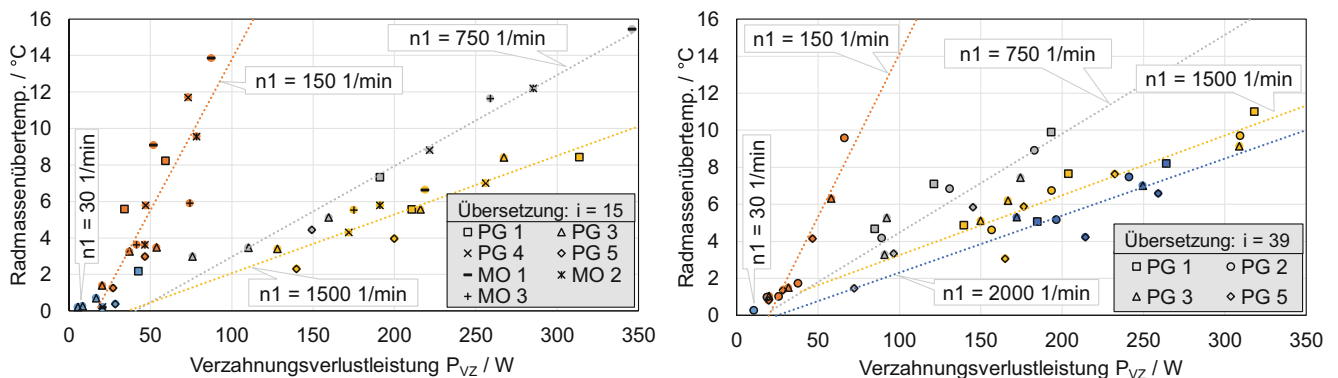 16
14
12
10
8
6
4
2
0
Radmassenübertemp. / °C
n1 = 30 1/min
n1 = 150 1/min
n1 = 750 1/min
n1 = 1500 1/min
Übersetzung: i = 15
PG 1 PG 3
PG 4 PG 5
MO 1 MO 2
MO 3
0 50 100 150 200 250 300 350
Verzahnungsverlustleistung PVZ / W
16
14
12
10
8
6
4
2
0
Radmassenübertemp. / °C
n1 = 30 1/min
n1 = 150 1/min
n1 = 750 1/min
n1 = 1500 1/min
n1 = 2000 1/min
Übersetzung: i = 39
PG 1 PG 2
PG 3 PG 5
0 50 100 150 200 250 300 350
Verzahnungsverlustleistung PVZ / W